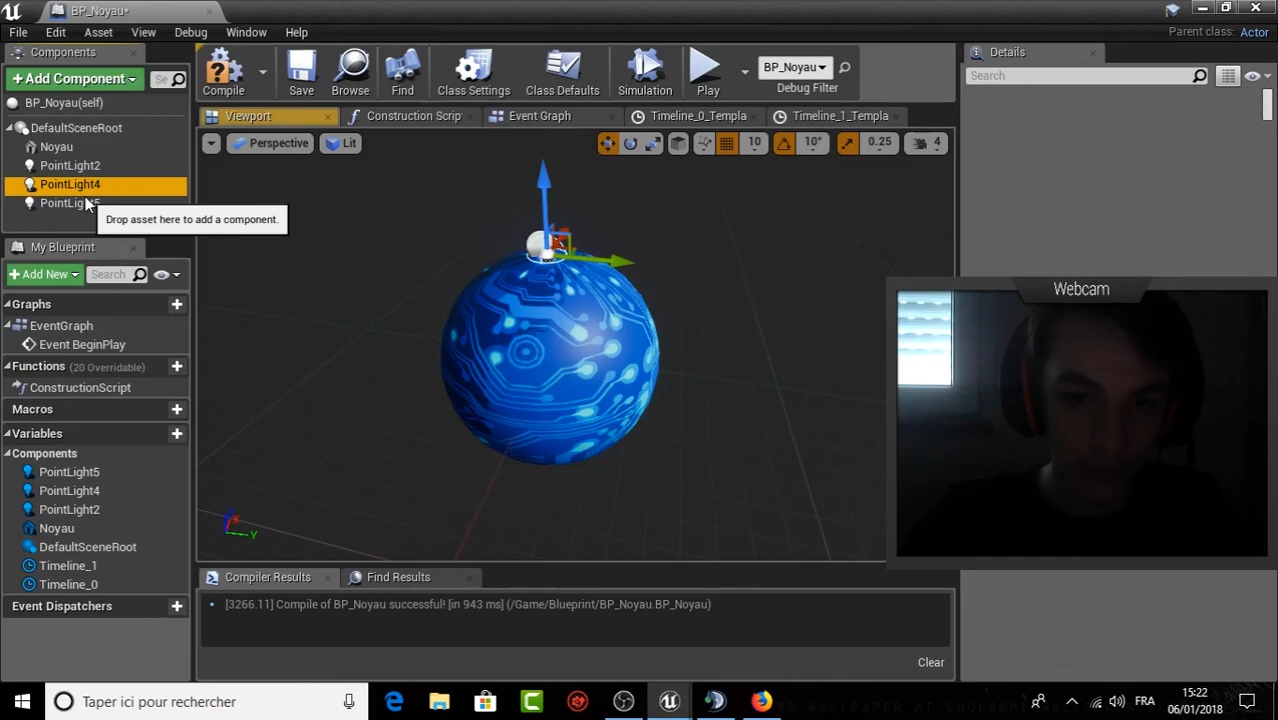 BP_Noyau*
File Edit Asset View Debug Window Help
Parent class: Actor
Components
+Add Component
Se
BP_Noyau(self)
DefaultSceneRoot
Noyau
PointLight2
PointLight4
PointLight5
Drop asset here to add a component.
Compile
Save
Browse
Find
Class Settings
Class Defaults
Simulation
Play
BP_Noyau
Debug Filter
Viewport
Construction Scrip
Event Graph
Timeline_0_Templa
Timeline_1_Templa
Perspective
Lit
10
10°
0.25
4
Z
Y
My Blueprint
+Add New
Search
Graphs
EventGraph
Event BeginPlay
Functions (20 Overridable)
ConstructionScript
Macros
Variables
Components
PointLight5
PointLight4
PointLight2
Noyau
DefaultSceneRoot
Timeline_1
Timeline_0
Event Dispatchers
Compiler Results
Find Results
[3266.11] Compile of BP_Noyau successful! [in 943 ms] (/Game/Blueprint/BP_Noyau.BP_Noyau)
Clear
Details
Search
Webcam
Taper ici pour rechercher
FRA
15:22
06/01/2018